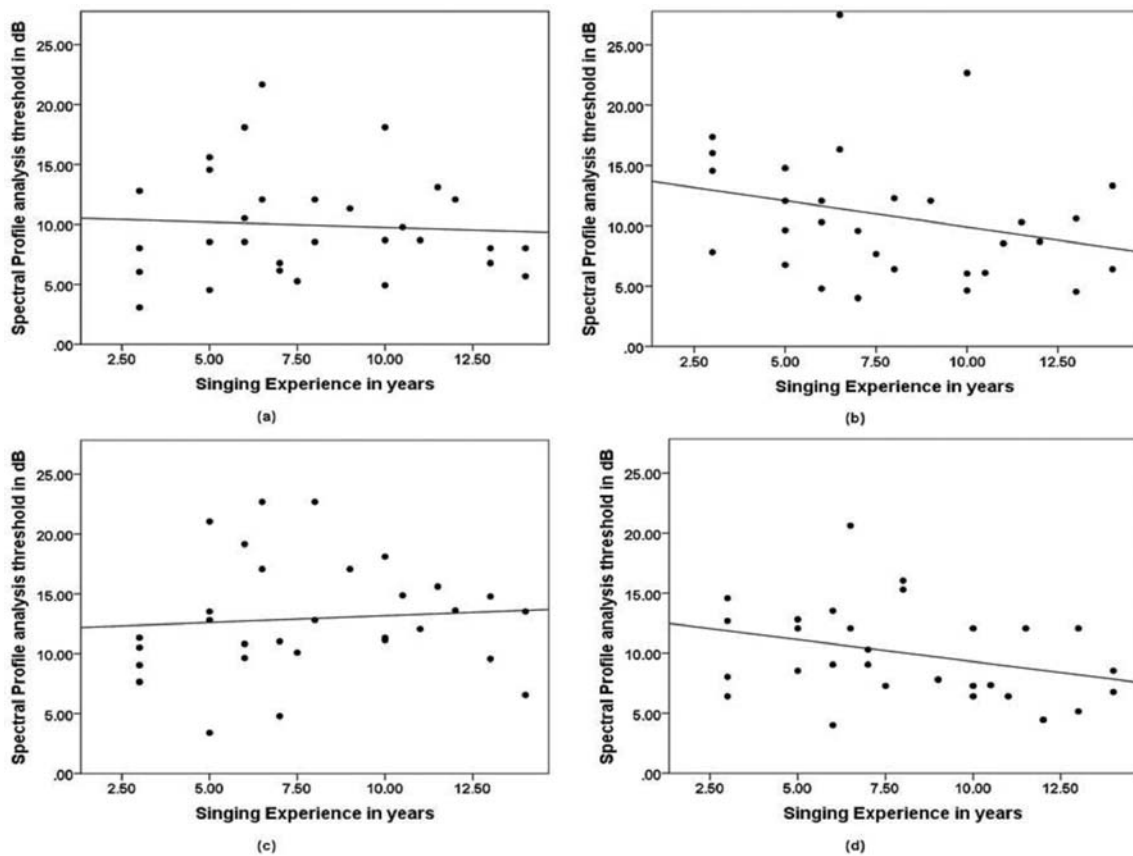 Spectral Profile analysis threshold in dB
25.00
20.00
15.00
10.00
5.00
.00
2.50 5.00 7.50 10.00 12.50
Singing Experience in years
(a)
Spectral Profile analysis threshold in dB
25.00
20.00
15.00
10.00
5.00
.00
2.50 5.00 7.50 10.00 12.50
Singing Experience in years
(b)
Spectral Profile analysis threshold in dB
25.00
20.00
15.00
10.00
5.00
.00
2.50 5.00 7.50 10.00 12.50
Singing Experience in years
(c)
Spectral Profile analysis threshold in dB
25.00
20.00
15.00
10.00
5.00
.00
2.50 5.00 7.50 10.00 12.50
Singing Experience in years
(d)